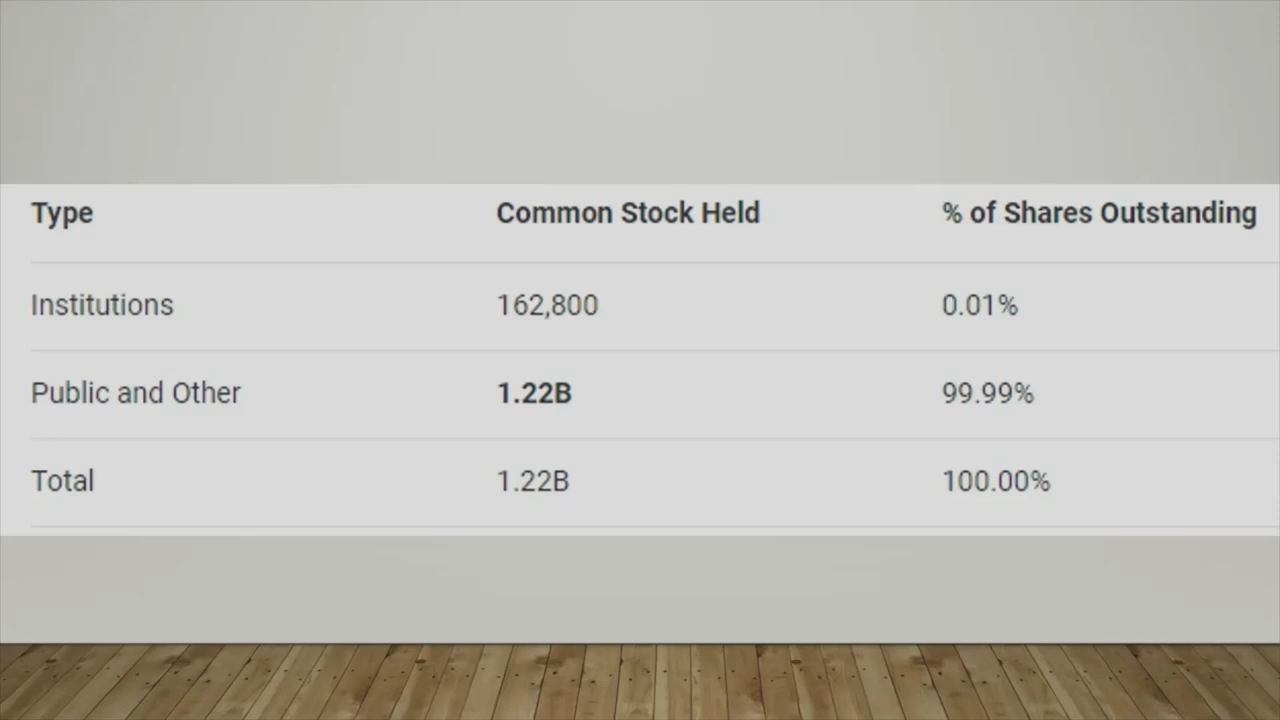 Type Common Stock Held % of Shares Outstanding
Institutions 162,800 0.01%
Public and Other 1.22B 99.99%
Total 1.22B 100.00%